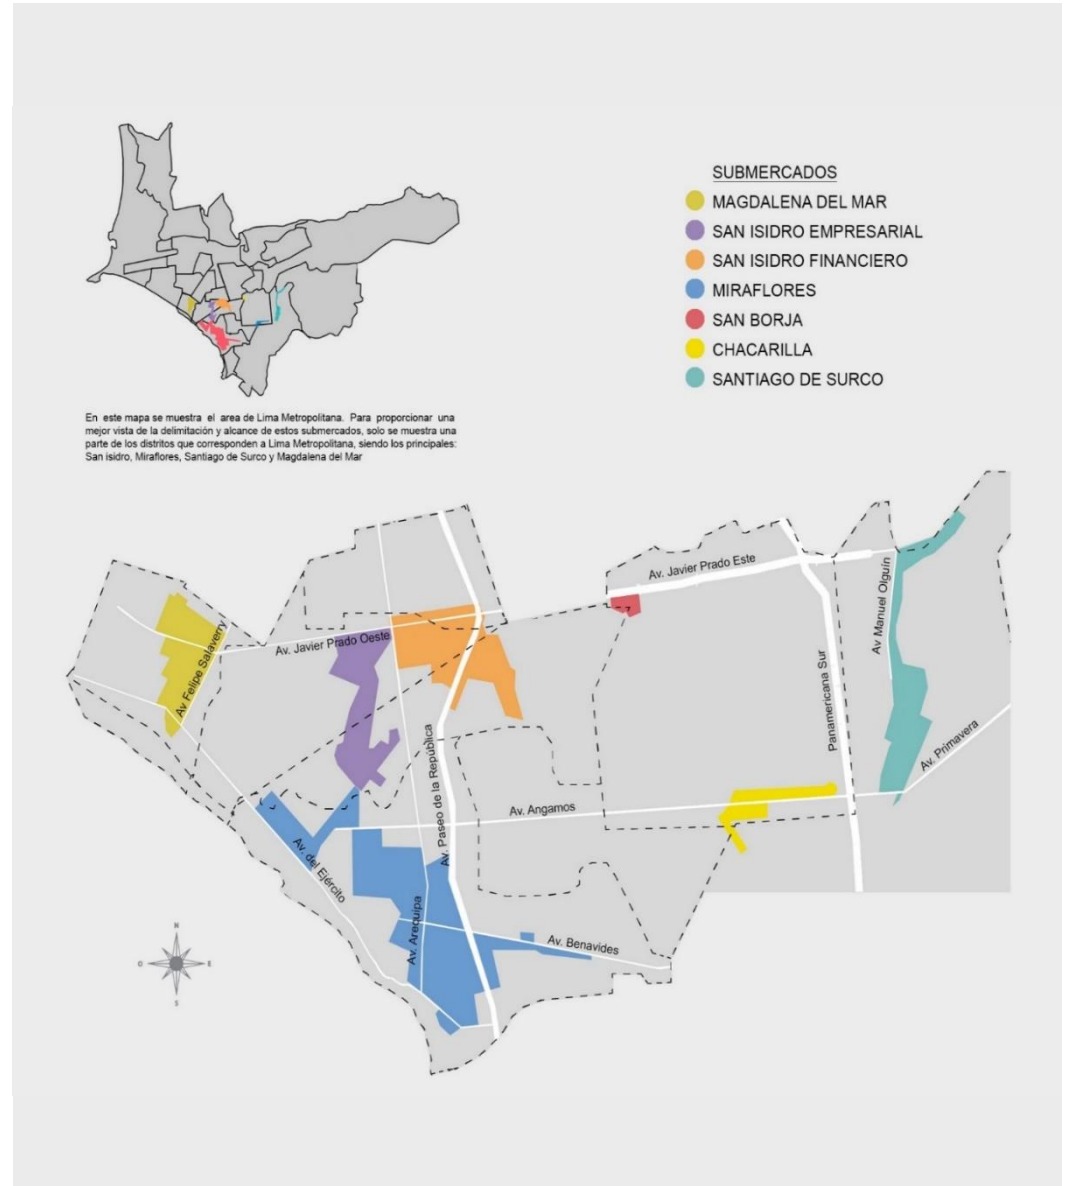 SUBMERCADOS
MAGDALENA DEL MAR
SAN ISIDRO EMPRESARIAL
SAN ISIDRO FINANCIERO
MIRAFLORES
SAN BORJA
CHACARILLA
SANTIAGO DE SURCO
En este mapa se muestra el area de Lima Metropolitana. Para proporcionar una
mejor vista de la delimitación y alcance de estos submercados, solo se muestra una
parte de los distritos que corresponden a Lima Metropolitana, siendo los principales:
San isidro, Miraflores, Santiago de Surco y Magdalena del Mar
Av. Javier Prado Este
Av Manuel Olguín
Av. Javier Prado Oeste
Av. Felipe Salaverry
Panamericana Sur
Av. Primavera
Av. Paseo de la República
Av. Angamos
Av. del Ejército
Av. Arequipa
Av. Benavides
N
O
E
S